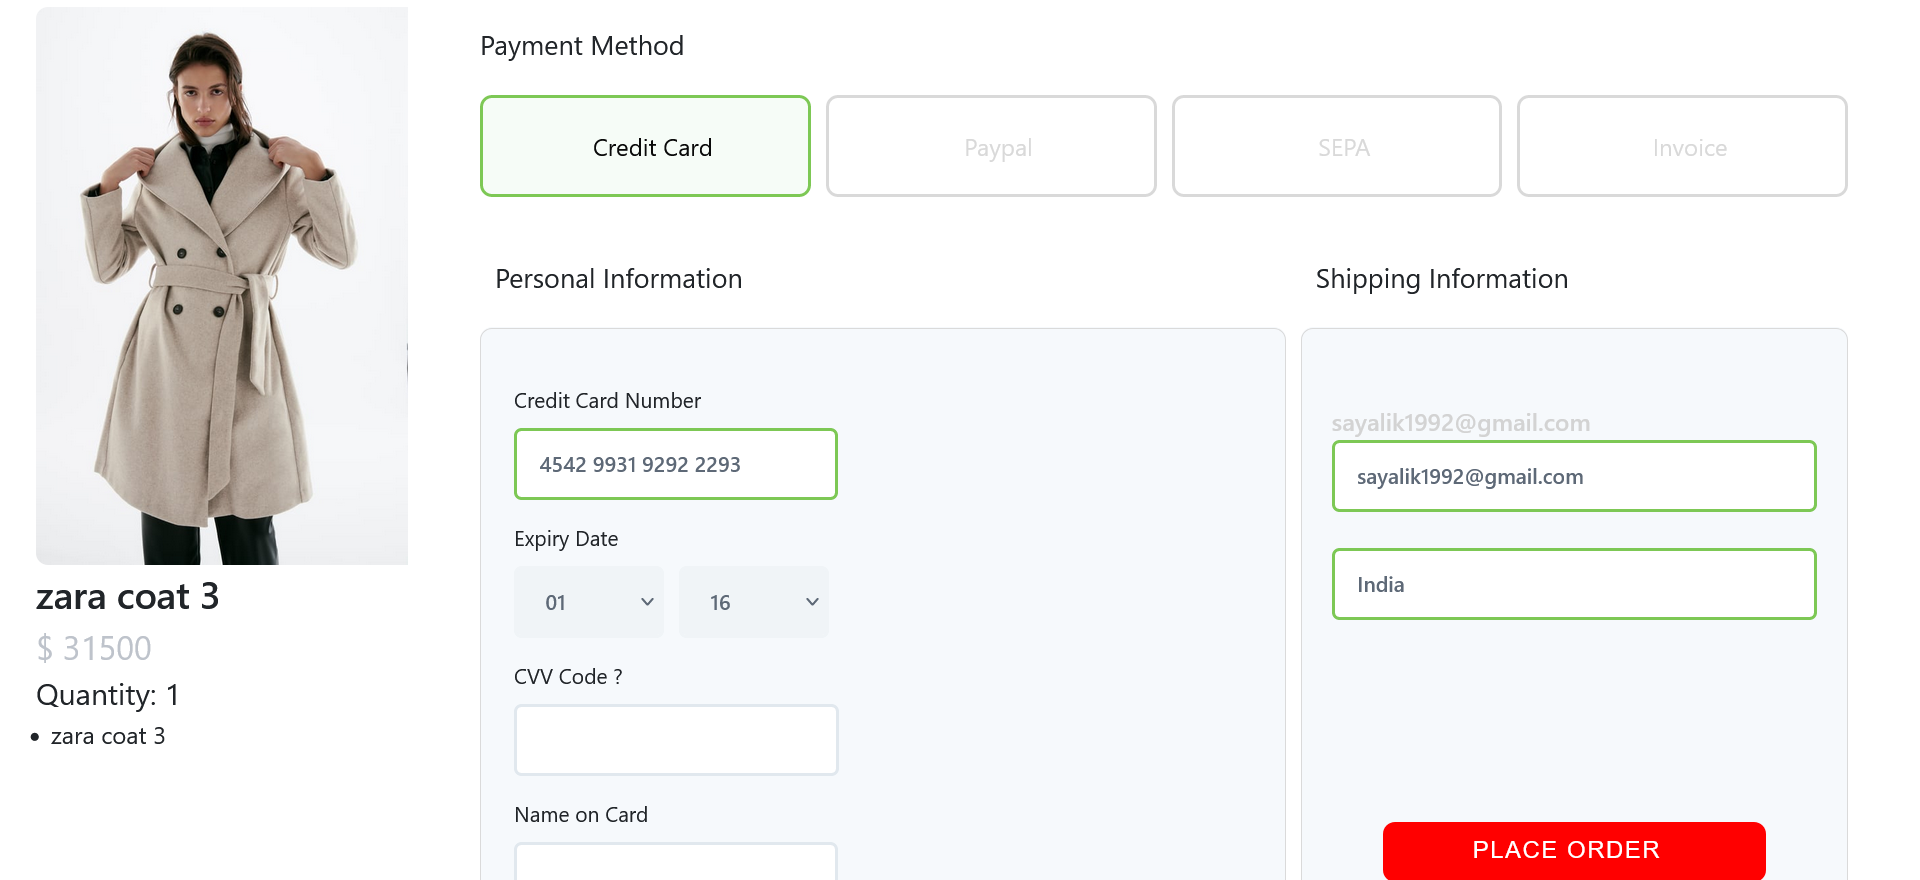 zara coat 3
$ 31500
Quantity: 1
zara coat 3
Payment Method
Credit Card
Paypal
SEPA
Invoice
Personal Information
Credit Card Number
4542 9931 9292 2293
Expiry Date
01
16
CVV Code ?
Name on Card
Shipping Information
sayalik1992@gmail.com
sayalik1992@gmail.com
India
PLACE ORDER